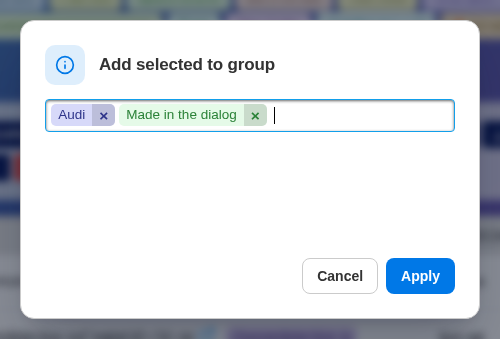 Add selected to group
Audi × Made in the dialog ×
Cancel Apply